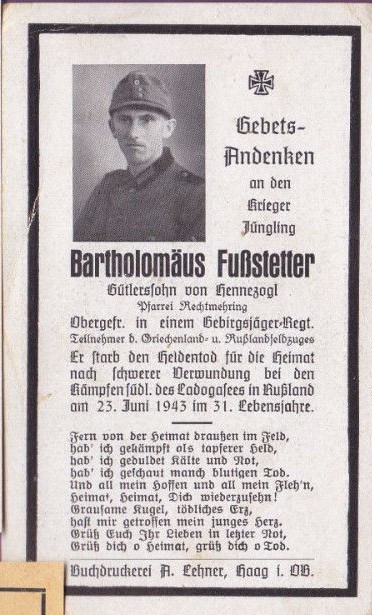 Gebets-
Andenken
an den
Krieger
Jüngling
Bartholomäus Fußstetter
Gütlerssohn von Hennezogl
Pfarrei Rechtmehring
Obergefr. in einem Gebirgsjäger-Regt.
Teilnehmer d. Griechenland- u. Rußlandfeldzuges
Er starb den Heldentod für die Heimat
nach schwerer Verwundung bei den
Kämpfen südl. des Ladogasees in Rußland
am 23. Juni 1943 im 31. Lebensjahre.
Fern von der Heimat draußen im Feld,
hab' ich gekämpft als tapferer Held,
hab' ich geduldet Kälte und Not,
hab' ich geschaut manch blutigen Tod.
Und all mein Hoffen und all mein Fleh'n,
Heimat, Heimat, Dich wiederzusehn!
Grausame Kugel, tödliches Erz,
hast mir getroffen mein junges Herz.
Grüß Euch Ihr Lieben in letzter Not,
Grüß dich o Heimat, grüß dich o Tod.
Buchdruckerei A. Lehner, Haag i. OB.